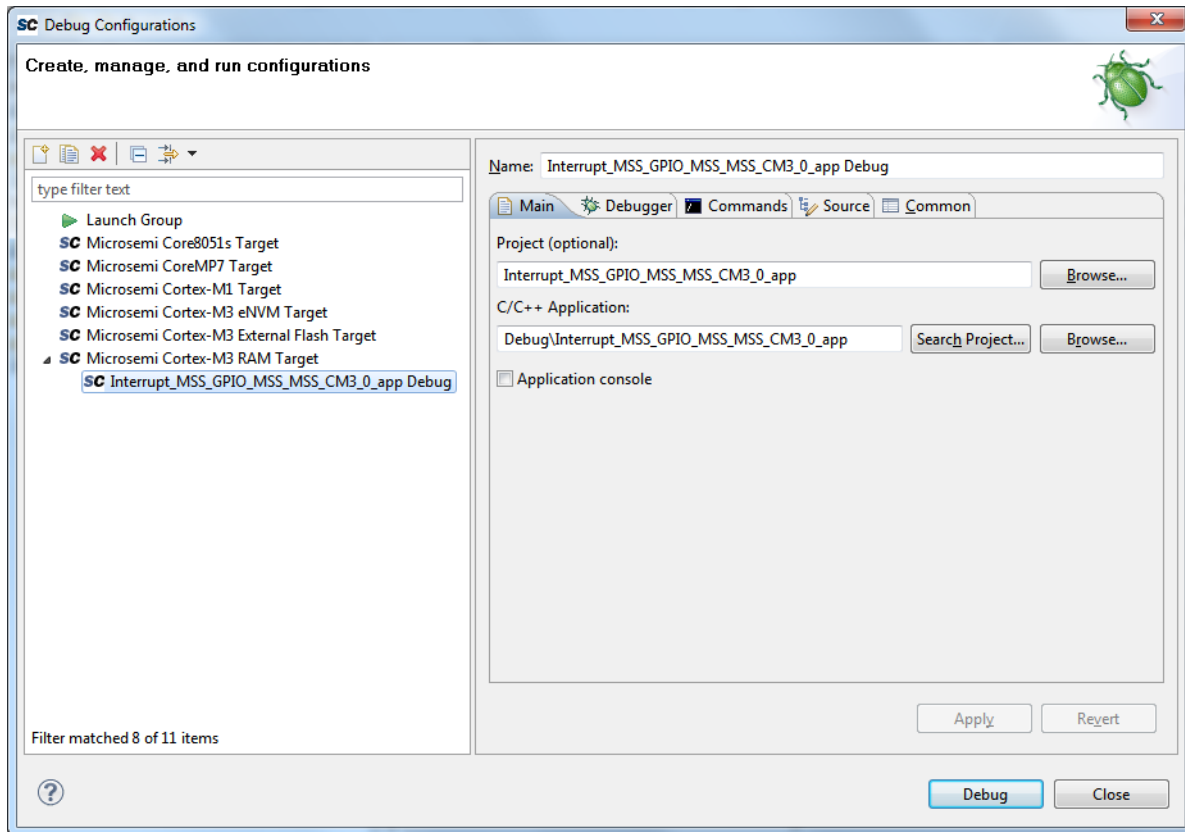 SC Debug Configurations
Create, manage, and run configurations
type filter text
Launch Group
SC Microsemi Core8051s Target
SC Microsemi CoreMP7 Target
SC Microsemi Cortex-M1 Target
SC Microsemi Cortex-M3 eNVM Target
SC Microsemi Cortex-M3 External Flash Target
SC Microsemi Cortex-M3 RAM Target
SC Interrupt_MSS_GPIO_MSS_MSS_CM3_0_app Debug
Filter matched 8 of 11 items
Name: Interrupt_MSS_GPIO_MSS_MSS_CM3_0_app Debug
Main Debugger Commands Source Common
Project (optional):
Interrupt_MSS_GPIO_MSS_MSS_CM3_0_app Browse...
C/C++ Application:
Debug\Interrupt_MSS_GPIO_MSS_MSS_CM3_0_app Search Project... Browse...
Application console
Apply Revert
? Debug Close